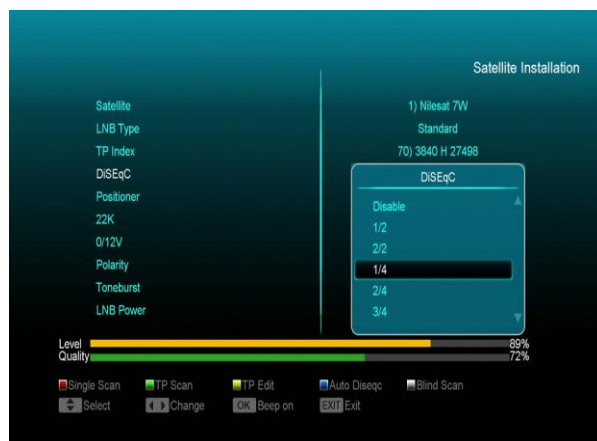 Satellite Installation
Satellite 1) Nilesat 7W
LNB Type Standard
TP Index 70) 3840 H 27498
DiSEqC
Positioner
22K
0/12V
Polarity
Toneburst
LNB Power
DiSEqC
Disable
1/2
2/2
1/4
2/4
3/4
Level 89%
Quality 72%
Single Scan TP Scan TP Edit Auto Diseqc Blind Scan
Select Change OK Beep on EXIT Exit